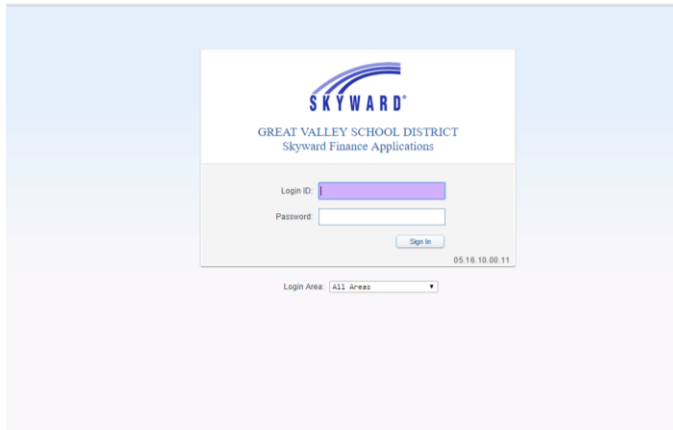 SKYWARD®
GREAT VALLEY SCHOOL DISTRICT
Skyward Finance Applications
Login ID:
Password:
Sign In
05.16.10.00.11
Login Area: All Areas